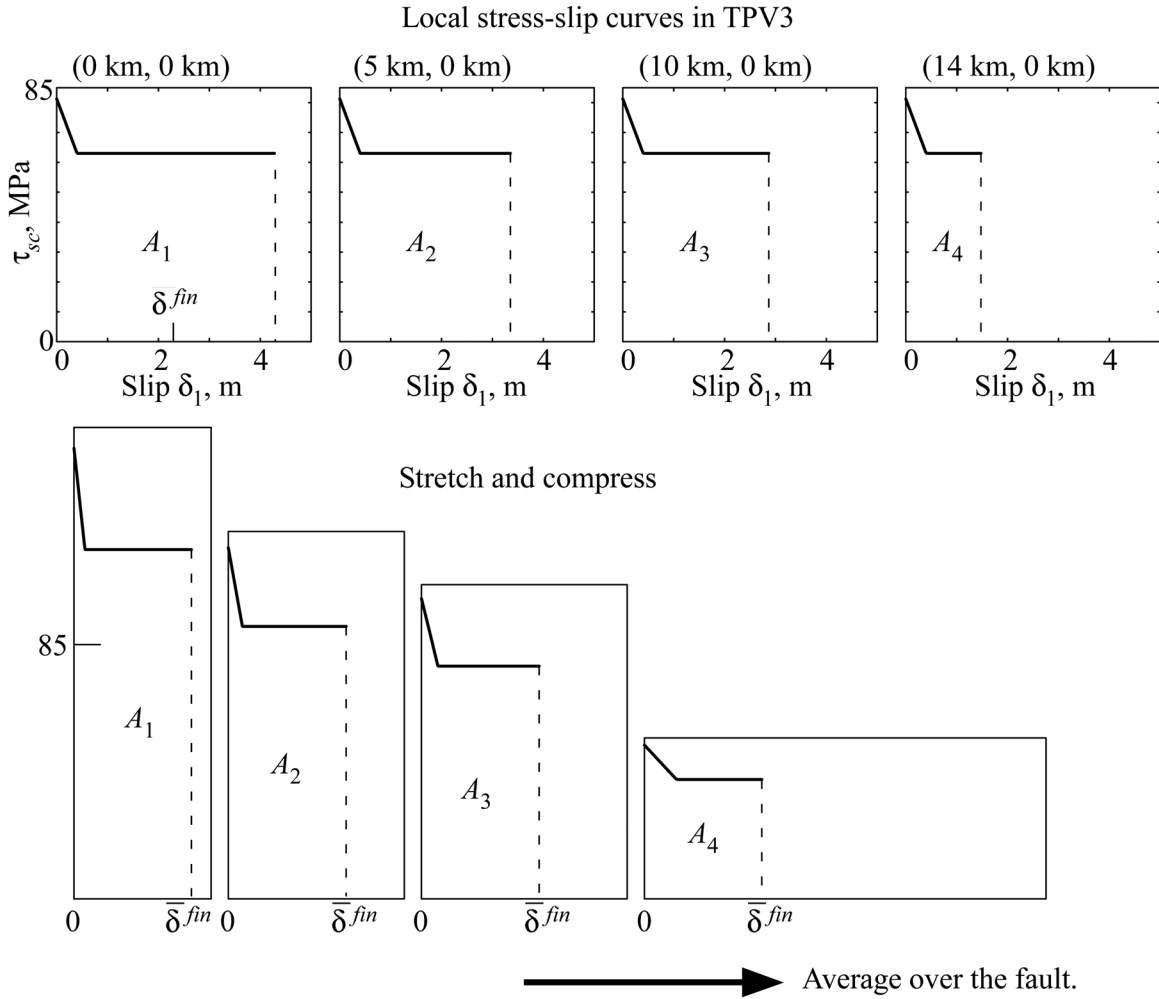 Local stress-slip curves in TPV3
(0 km, 0 km) (5 km, 0 km) (10 km, 0 km) (14 km, 0 km)
85
τsc, MPa
A1 A2 A3 A4
δ̅ fin
0
0 2 4 0 2 4 0 2 4 0 2 4
Slip δ1, m Slip δ1, m Slip δ1, m Slip δ1, m
Stretch and compress
85
A1
A2
A3
A4
0 δ̅ fin 0 δ̅ fin 0 δ̅ fin 0 δ̅ fin
Average over the fault.